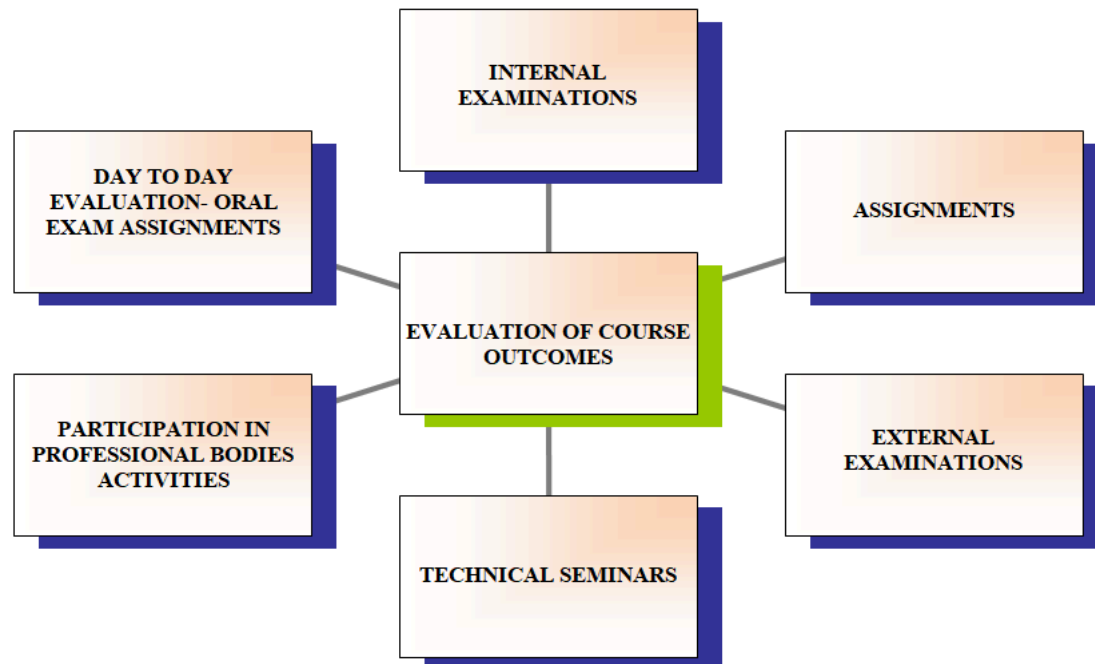 INTERNAL
EXAMINATIONS
DAY TO DAY
EVALUATION- ORAL
EXAM ASSIGNMENTS
ASSIGNMENTS
EVALUATION OF COURSE
OUTCOMES
PARTICIPATION IN
PROFESSIONAL BODIES
ACTIVITIES
EXTERNAL
EXAMINATIONS
TECHNICAL SEMINARS